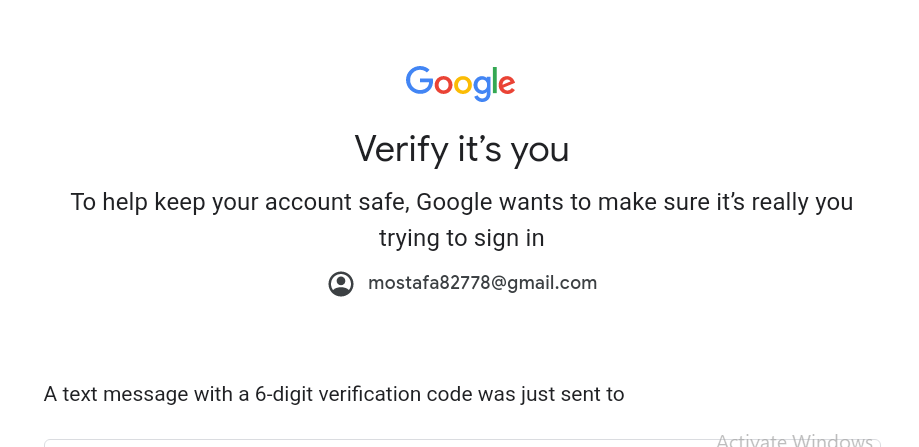 Google
Verify it’s you
To help keep your account safe, Google wants to make sure it’s really you
trying to sign in
mostafa82778@gmail.com
A text message with a 6-digit verification code was just sent to
Activate Windows